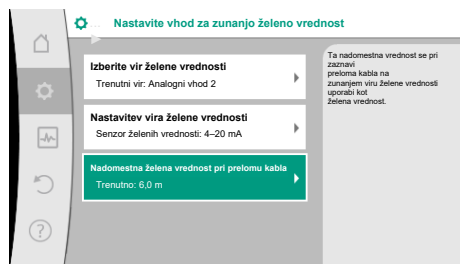 Nastavite vhod za zunanjo želeno vrednost
Izberite vir želene vrednosti
Trenutni vir: Analogni vhod 2
Nastavitev vira želene vrednosti
Senzor želenih vrednosti: 4–20 mA
Nadomestna želena vrednost pri prelomu kabla
Trenutno: 6,0 m
Ta nadomestna vrednost se pri
zaznavi
preloma kabla na
zunanjem viru želene vrednosti
uporabi kot
želena vrednost.